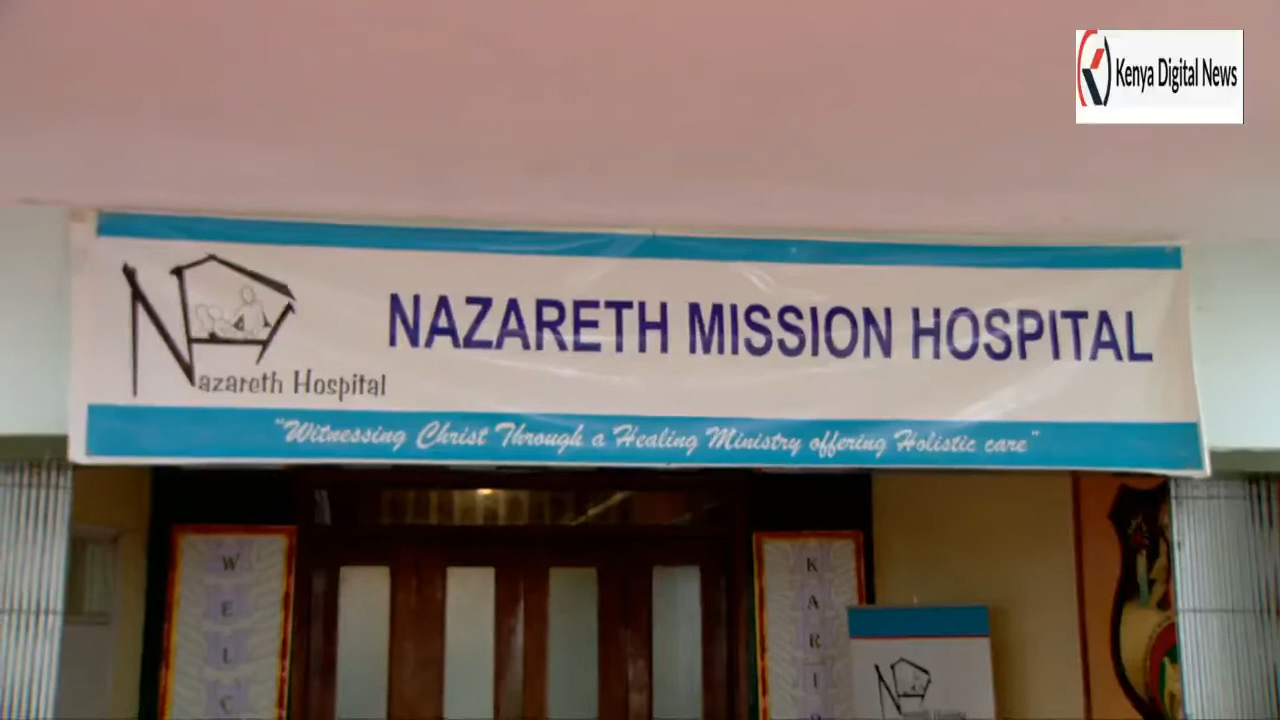 Kenya Digital News
NAZARETH MISSION HOSPITAL
Nazareth Hospital
"Witnessing Christ Through a Healing Ministry offering Holistic care"
W
E
L
C
K
A
R
I